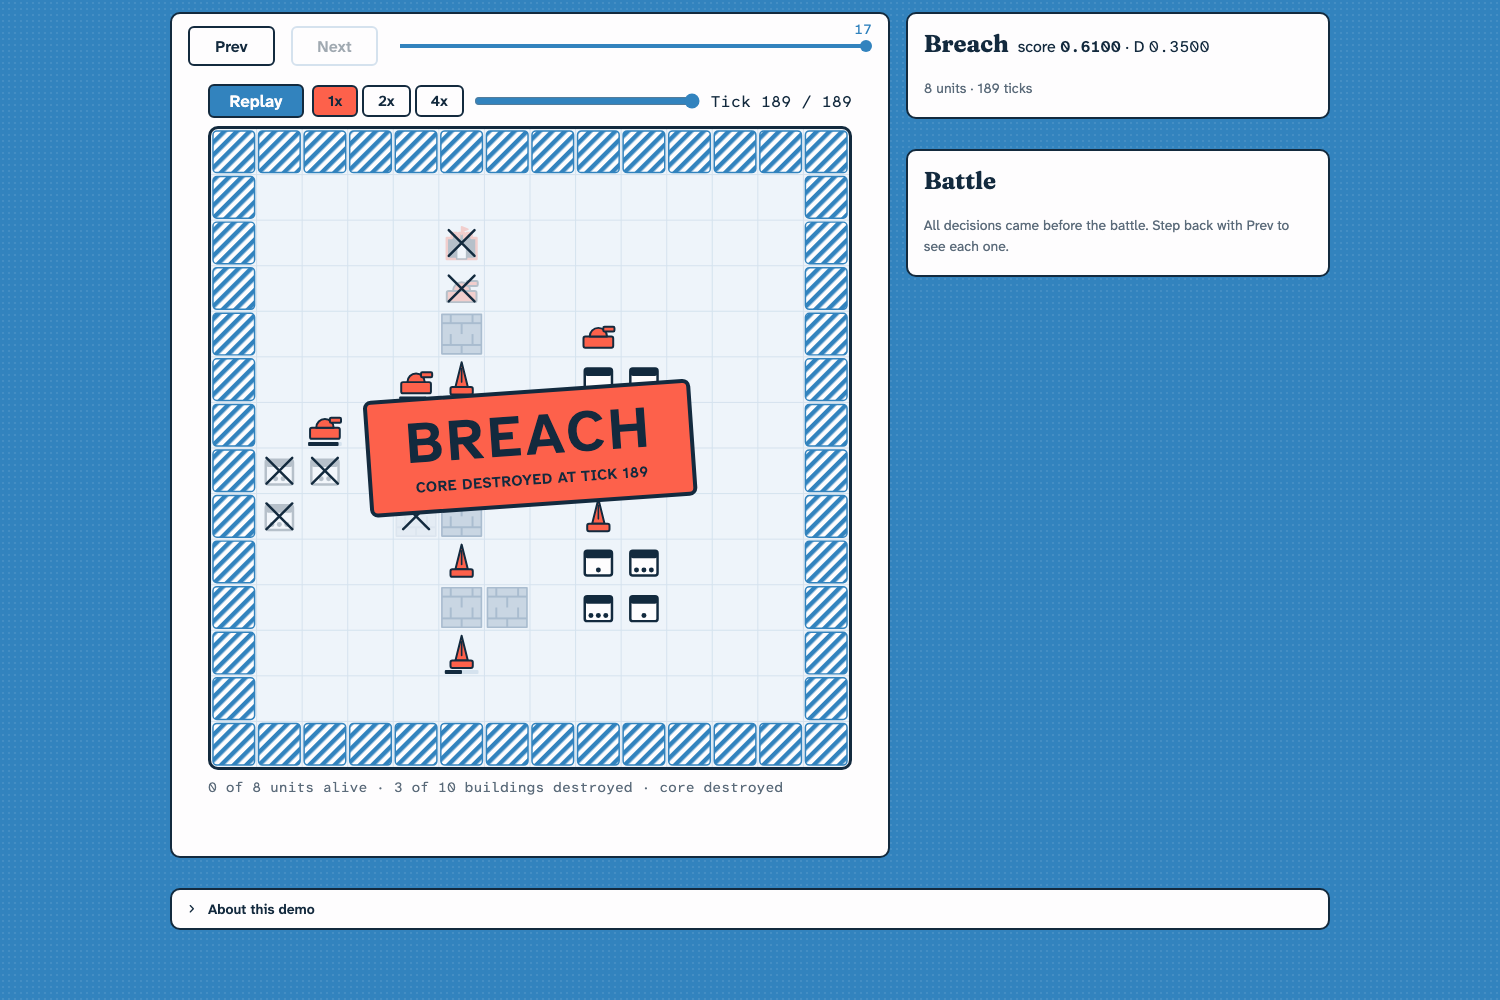 Prev
Next
17
Replay
1x
2x
4x
Tick 189 / 189
BREACH
CORE DESTROYED AT TICK 189
0 of 8 units alive · 3 of 10 buildings destroyed · core destroyed
Breach score 0.6100 · D 0.3500
8 units · 189 ticks
Battle
All decisions came before the battle. Step back with Prev to
see each one.
About this demo